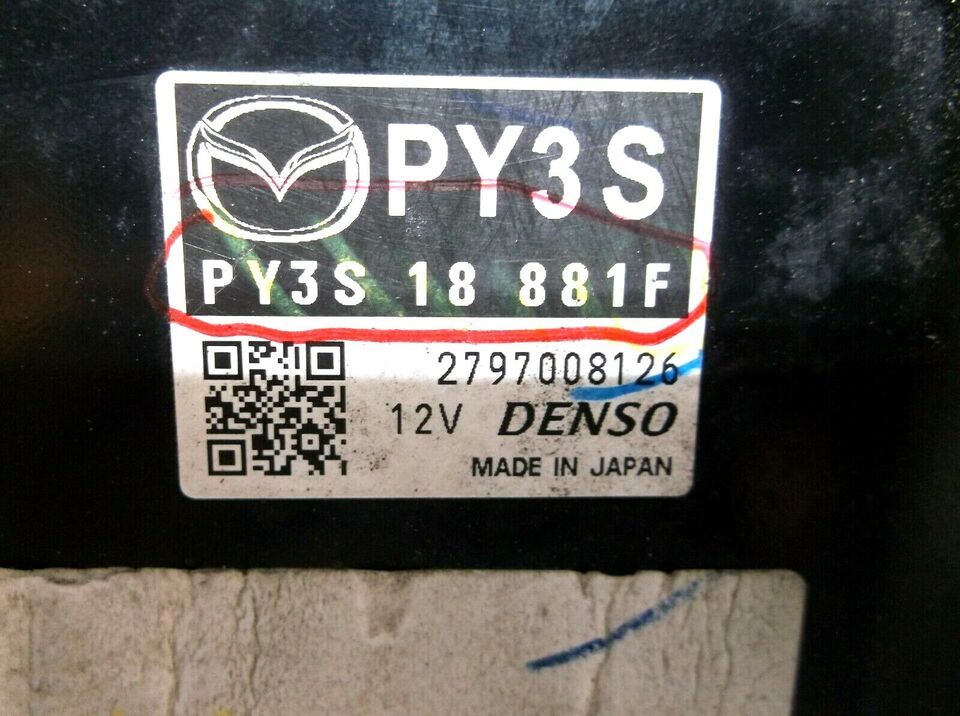 PY3S
PY3S 18 881F
2797008126
12V DENSO
MADE IN JAPAN